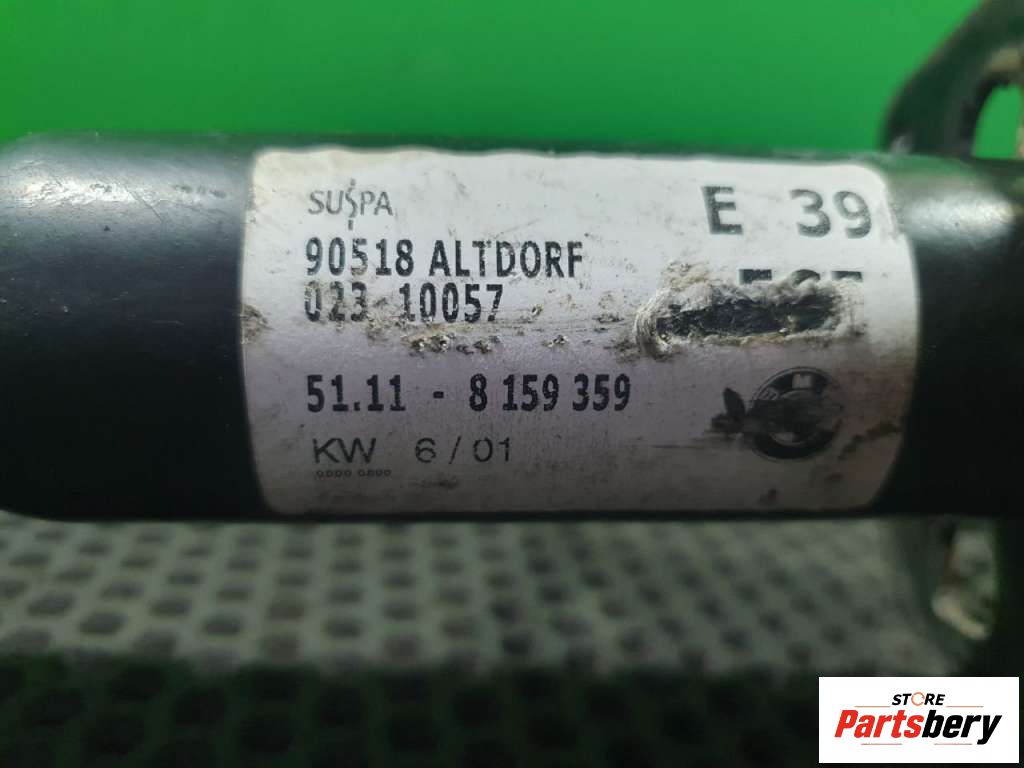 SUSPA
E 39
90518 ALTDORF
023 10057
51.11 - 8 159 359
KW 6 / 01
STORE
Partsbery